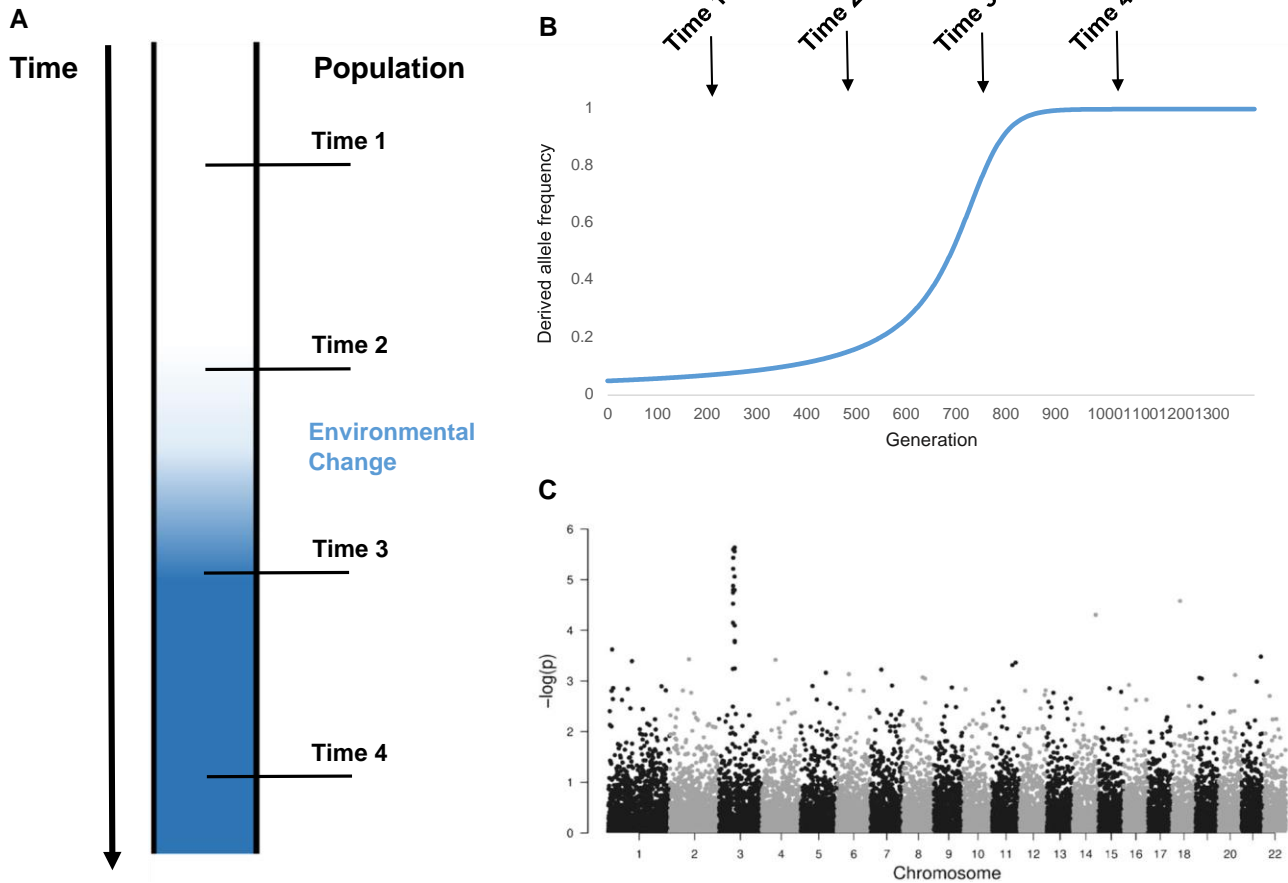 A
Time
Population
Time 1
Time 2
Environmental
Change
Time 3
Time 4
B
Time
Time 2
Time 3
Time 4
Derived allele frequency
1
0.8
0.6
0.4
0.2
0
0 100 200 300 400 500 600 700 800 900 1000 1100 1200 1300
Generation
C
−log(p)
6
5
4
3
2
1
0
1 2 3 4 5 6 7 8 9 10 11 12 13 14 15 16 17 18 20 22
Chromosome